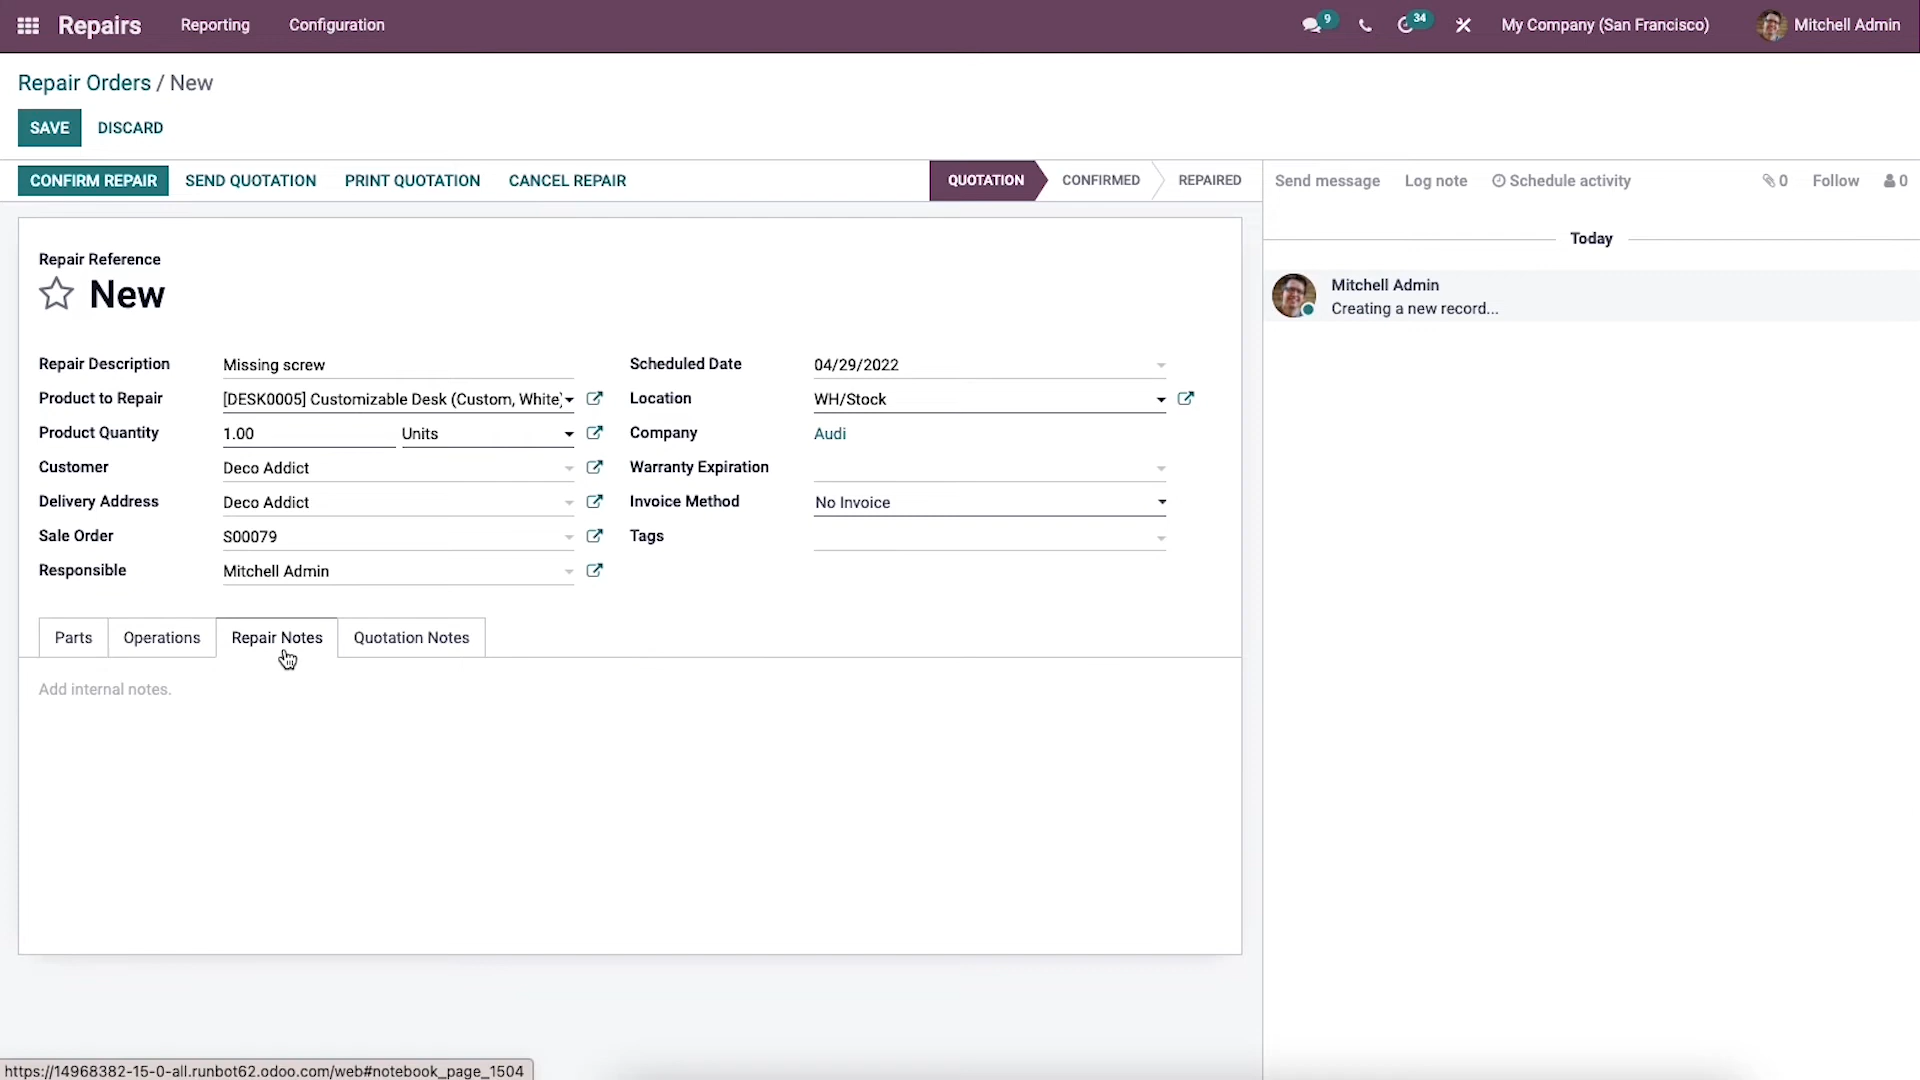 Repairs Reporting Configuration 9 34 My Company (San Francisco) Mitchell Admin
Repair Orders / New
SAVE DISCARD
CONFIRM REPAIR SEND QUOTATION PRINT QUOTATION CANCEL REPAIR QUOTATION CONFIRMED REPAIRED Send message Log note Schedule activity 0 Follow 0
Today
Repair Reference
New
Mitchell Admin
Creating a new record...
Repair Description Missing screw Scheduled Date 04/29/2022
Product to Repair [DESK0005] Customizable Desk (Custom, White) Location WH/Stock
Product Quantity 1.00 Units Company Audi
Customer Deco Addict Warranty Expiration
Delivery Address Deco Addict Invoice Method No Invoice
Sale Order S00079 Tags
Responsible Mitchell Admin
Parts Operations Repair Notes Quotation Notes
Add internal notes.
https://14968382-15-0-all.runbot62.odoo.com/web#notebook_page_1504